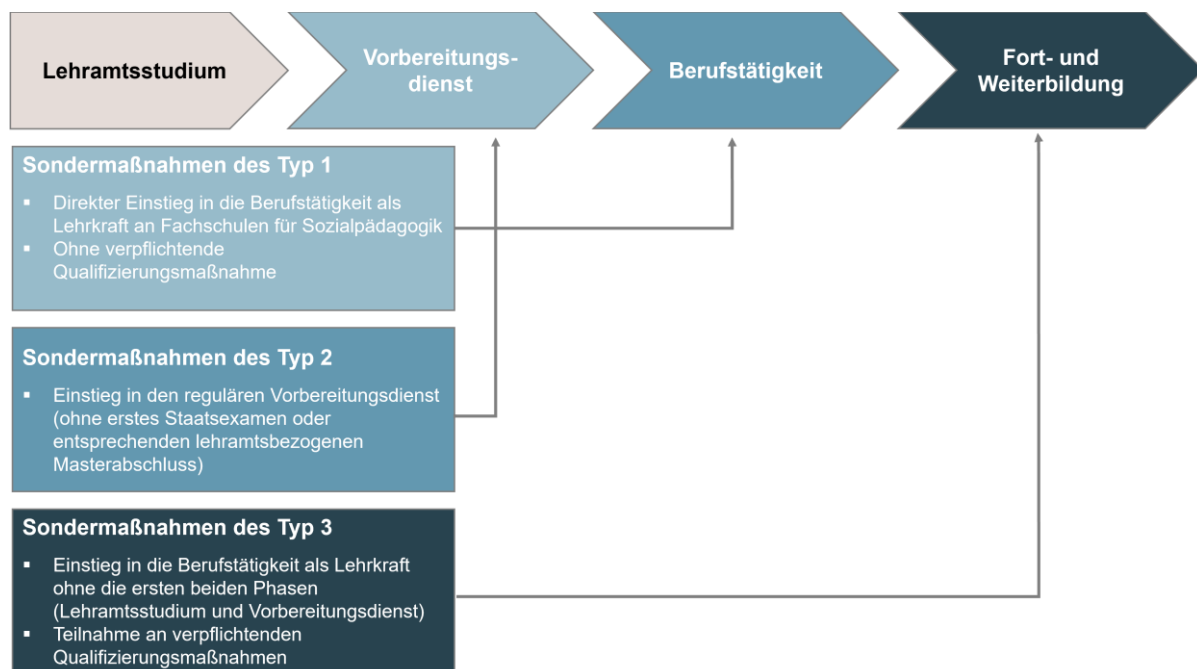 Lehramtsstudium
Vorbereitungs-
dienst
Berufstätigkeit
Fort- und
Weiterbildung
Sondermaßnahmen des Typ 1
▪ Direkter Einstieg in die Berufstätigkeit als
Lehrkraft an Fachschulen für Sozialpädagogik
▪ Ohne verpflichtende
Qualifizierungsmaßnahme
Sondermaßnahmen des Typ 2
▪ Einstieg in den regulären Vorbereitungsdienst
(ohne erstes Staatsexamen oder
entsprechenden lehramtsbezogenen
Masterabschluss)
Sondermaßnahmen des Typ 3
▪ Einstieg in die Berufstätigkeit als Lehrkraft
ohne die ersten beiden Phasen
(Lehramtsstudium und Vorbereitungsdienst)
▪ Teilnahme an verpflichtenden
Qualifizierungsmaßnahmen